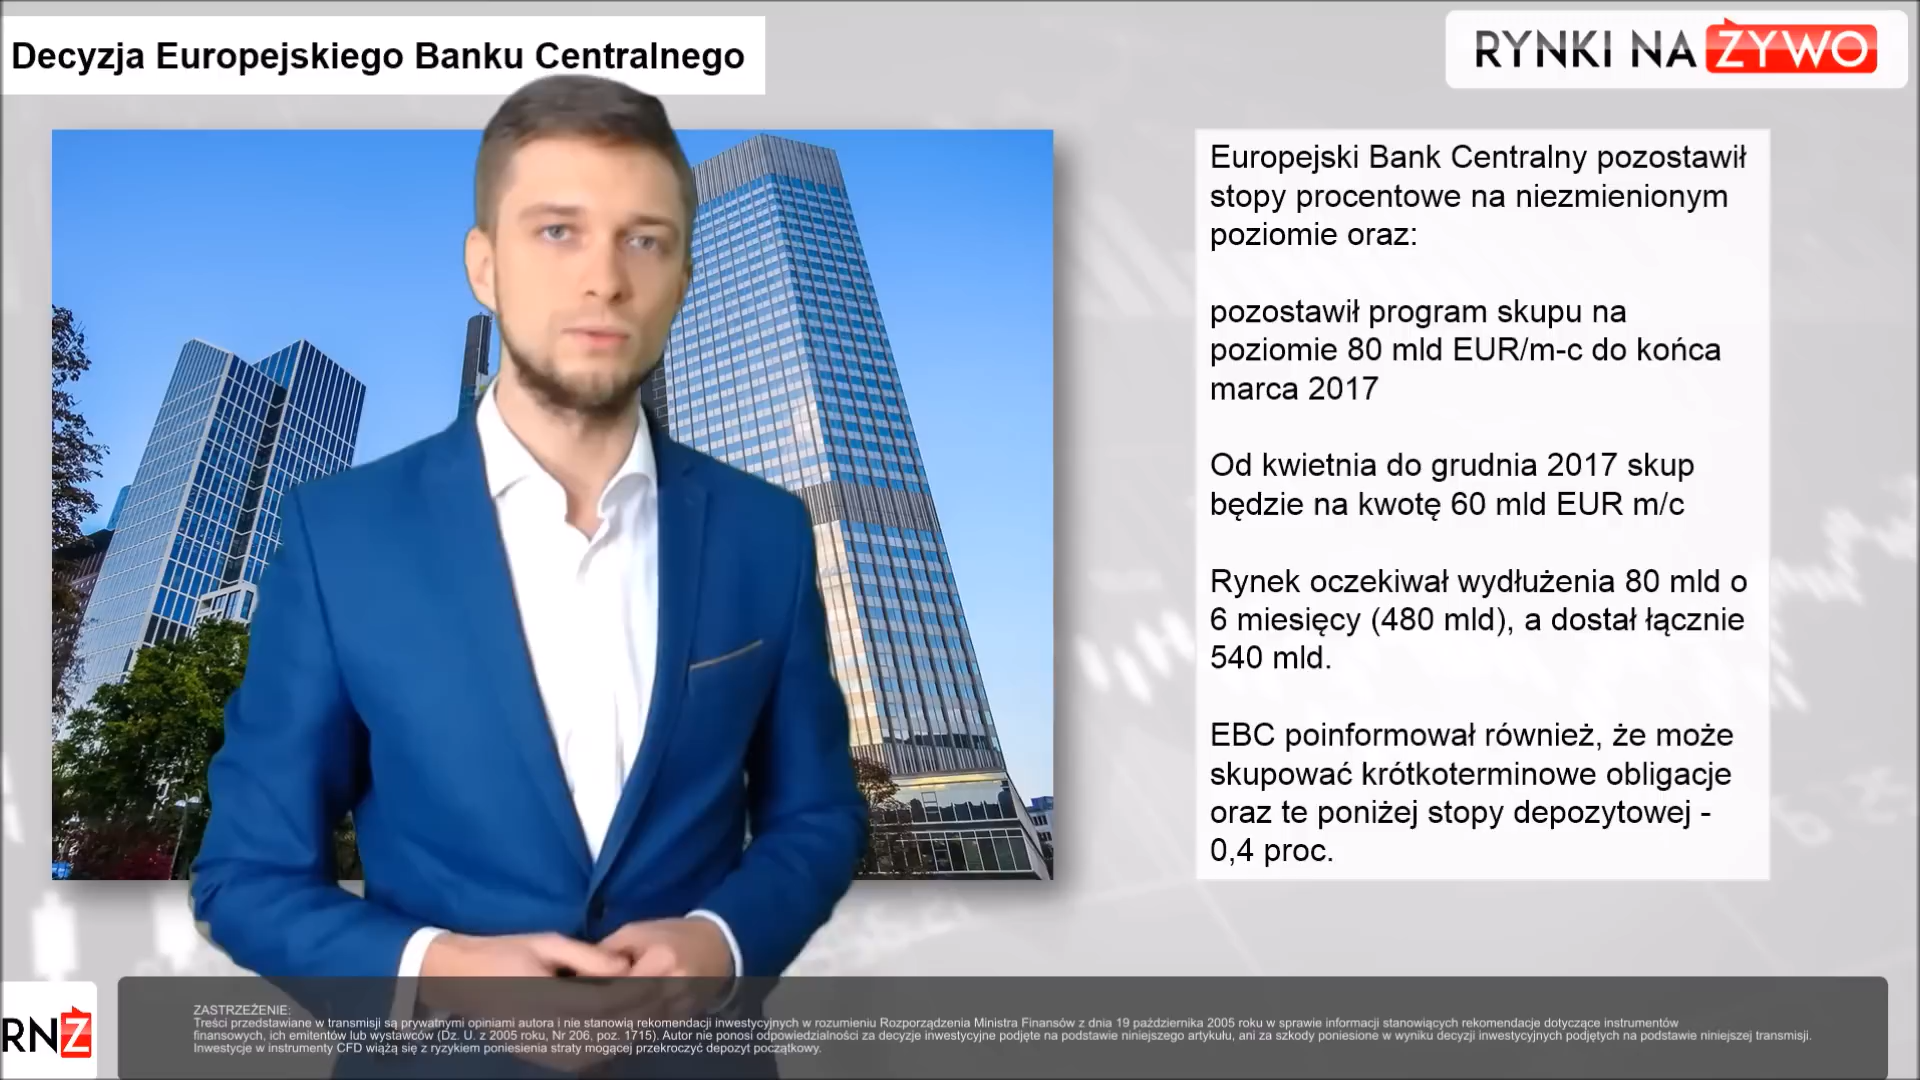 Decyzja Europejskiego Banku Centralnego
RYNKI NA ŻYWO
Europejski Bank Centralny pozostawił
stopy procentowe na niezmienionym
poziomie oraz:
pozostawił program skupu na
poziomie 80 mld EUR/m-c do końca
marca 2017
Od kwietnia do grudnia 2017 skup
będzie na kwotę 60 mld EUR m/c
Rynek oczekiwał wydłużenia 80 mld o
6 miesięcy (480 mld), a dostał łącznie
540 mld.
EBC poinformował również, że może
skupować krótkoterminowe obligacje
oraz te poniżej stopy depozytowej -
0,4 proc.
RNŻ
ZASTRZEŻENIE:
Treści przedstawiane w transmisji są prywatnymi opiniami autora i nie stanowią rekomendacji inwestycyjnych w rozumieniu Rozporządzenia Ministra Finansów z dnia 19 października 2005 roku w sprawie informacji stanowiących rekomendacje dotyczące instrumentów
finansowych, ich emitentów lub wystawców (Dz. U. z 2005 roku, Nr 206, poz. 1715). Autor nie ponosi odpowiedzialności za decyzje inwestycyjne podjęte na podstawie niniejszego artykułu, ani za szkody poniesione w wyniku decyzji inwestycyjnych podjętych na podstawie niniejszej transmisji.
Inwestycje w instrumenty CFD wiążą się z ryzykiem poniesienia straty mogącej przekroczyć depozyt początkowy.